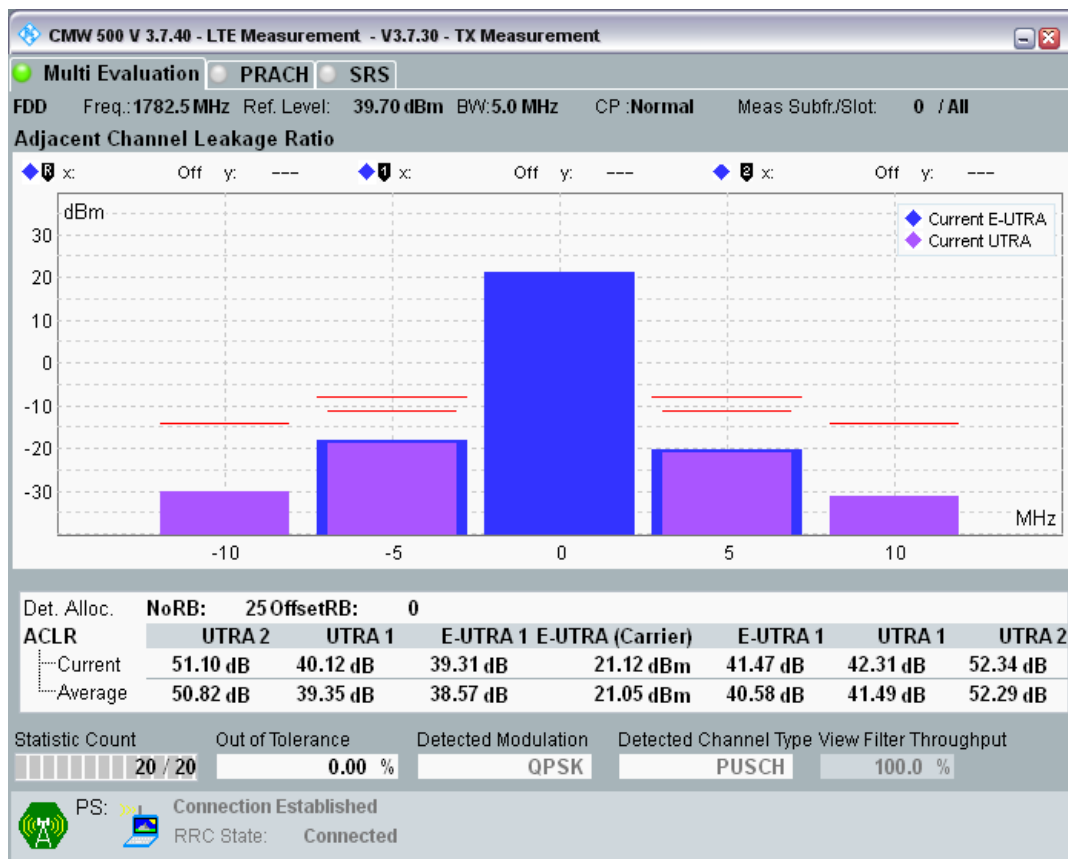 CMW 500 V 3.7.40 - LTE Measurement - V3.7.30 - TX Measurement
Multi Evaluation PRACH SRS
FDD Freq.:1782.5 MHz Ref. Level: 39.70 dBm BW:5.0 MHz CP :Normal Meas Subfr./Slot: 0 / All
Adjacent Channel Leakage Ratio
R x: Off y: --- 1 x: Off y: --- 2 x: Off y: ---
dBm
Current E-UTRA
Current UTRA
30
20
10
0
-10
-20
-30
MHz
-10 -5 0 5 10
Det. Alloc. NoRB: 25 OffsetRB: 0
ACLR UTRA 2 UTRA 1 E-UTRA 1 E-UTRA (Carrier) E-UTRA 1 UTRA 1 UTRA 2
Current 51.10 dB 40.12 dB 39.31 dB 21.12 dBm 41.47 dB 42.31 dB 52.34 dB
Average 50.82 dB 39.35 dB 38.57 dB 21.05 dBm 40.58 dB 41.49 dB 52.29 dB
Statistic Count Out of Tolerance Detected Modulation Detected Channel Type View Filter Throughput
20 / 20 0.00 % QPSK PUSCH 100.0 %
PS: Connection Established
RRC State: Connected